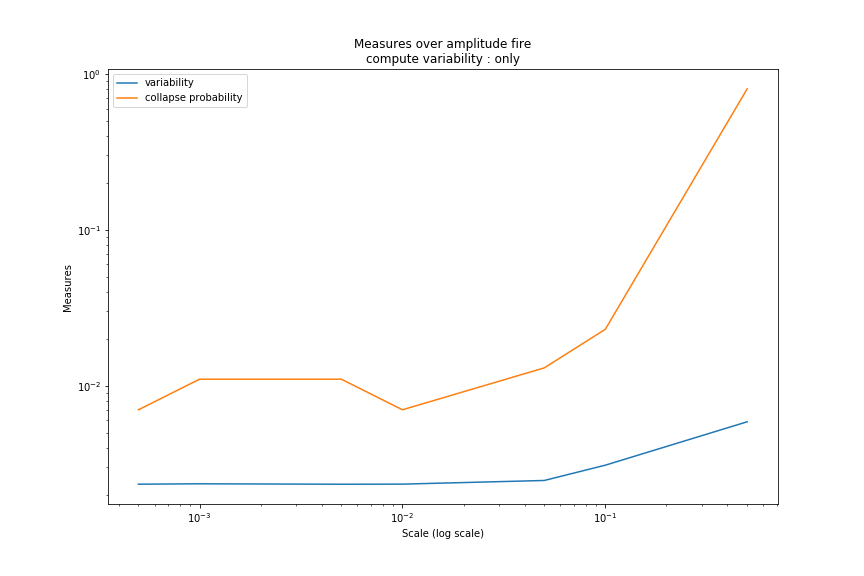 Measures over amplitude fire
compute variability : only
variability
collapse probability
10⁰
10⁻¹
10⁻²
Measures
10⁻³
10⁻²
10⁻¹
Scale (log scale)